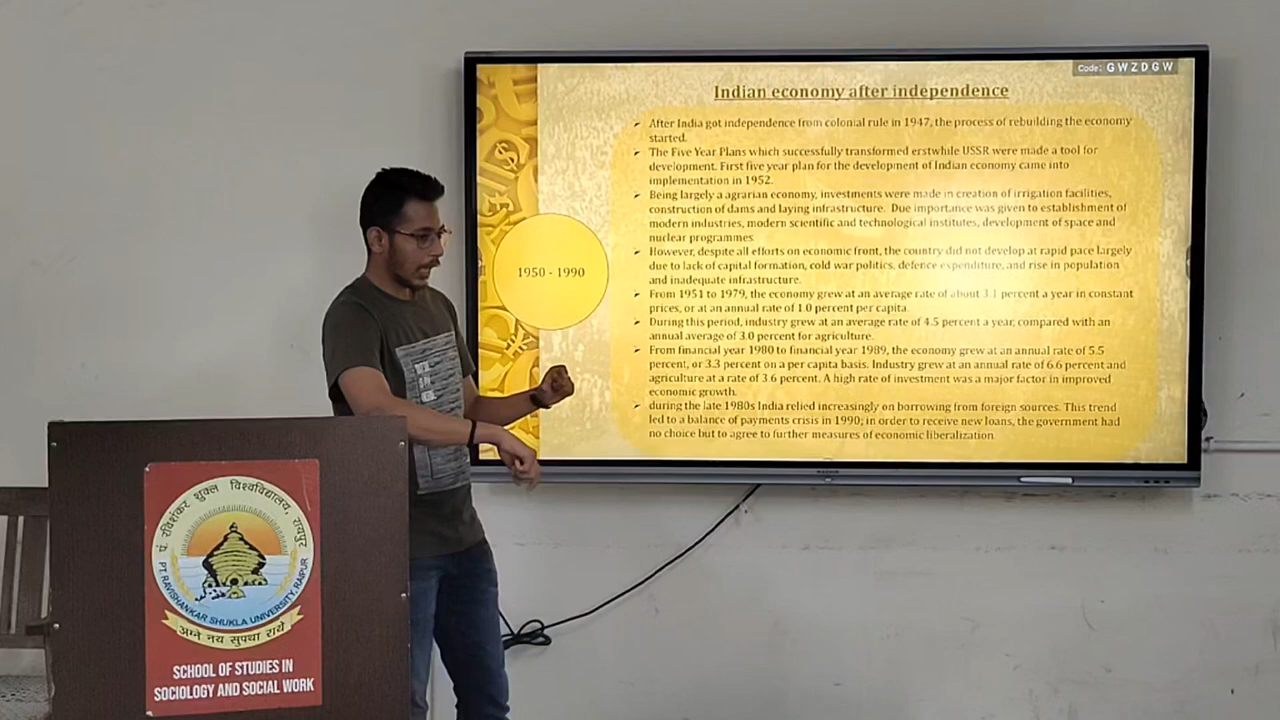 Code: GWZDGW
Indian economy after independence
➤ After India got independence from colonial rule in 1947, the process of rebuilding the economy
started.
➤ The Five Year Plans which successfully transformed erstwhile USSR were made a tool for
development. First five year plan for the development of Indian economy came into
implementation in 1952.
➤ Being largely a agrarian economy, investments were made in creation of irrigation facilities,
construction of dams and laying infrastructure. Due importance was given to establishment of
modern industries, modern scientific and technological institutes, development of space and
nuclear programmes
➤ However, despite all efforts on economic front, the country did not develop at rapid pace largely
due to lack of capital formation, cold war politics, defence expenditure, and rise in population
and inadequate infrastructure.
➤ From 1951 to 1979, the economy grew at an average rate of about 3.1 percent a year in constant
prices, or at an annual rate of 1.0 percent per capita.
➤ During this period, industry grew at an average rate of 4.5 percent a year, compared with an
annual average of 3.0 percent for agriculture.
➤ From financial year 1980 to financial year 1989, the economy grew at an annual rate of 5.5
percent, or 3.3 percent on a per capita basis. Industry grew at an annual rate of 6.6 percent and
agriculture at a rate of 3.6 percent. A high rate of investment was a major factor in improved
economic growth.
➤ during the late 1980s India relied increasingly on borrowing from foreign sources. This trend
led to a balance of payments crisis in 1990; in order to receive new loans, the government had
no choice but to agree to further measures of economic liberalization
1950 - 1990
पं. रविशंकर शुक्ल विश्वविद्यालय, रायपुर
PT. RAVISHANKAR SHUKLA UNIVERSITY, RAIPUR
अग्ने नय सुपथा राये
SCHOOL OF STUDIES IN
SOCIOLOGY AND SOCIAL WORK